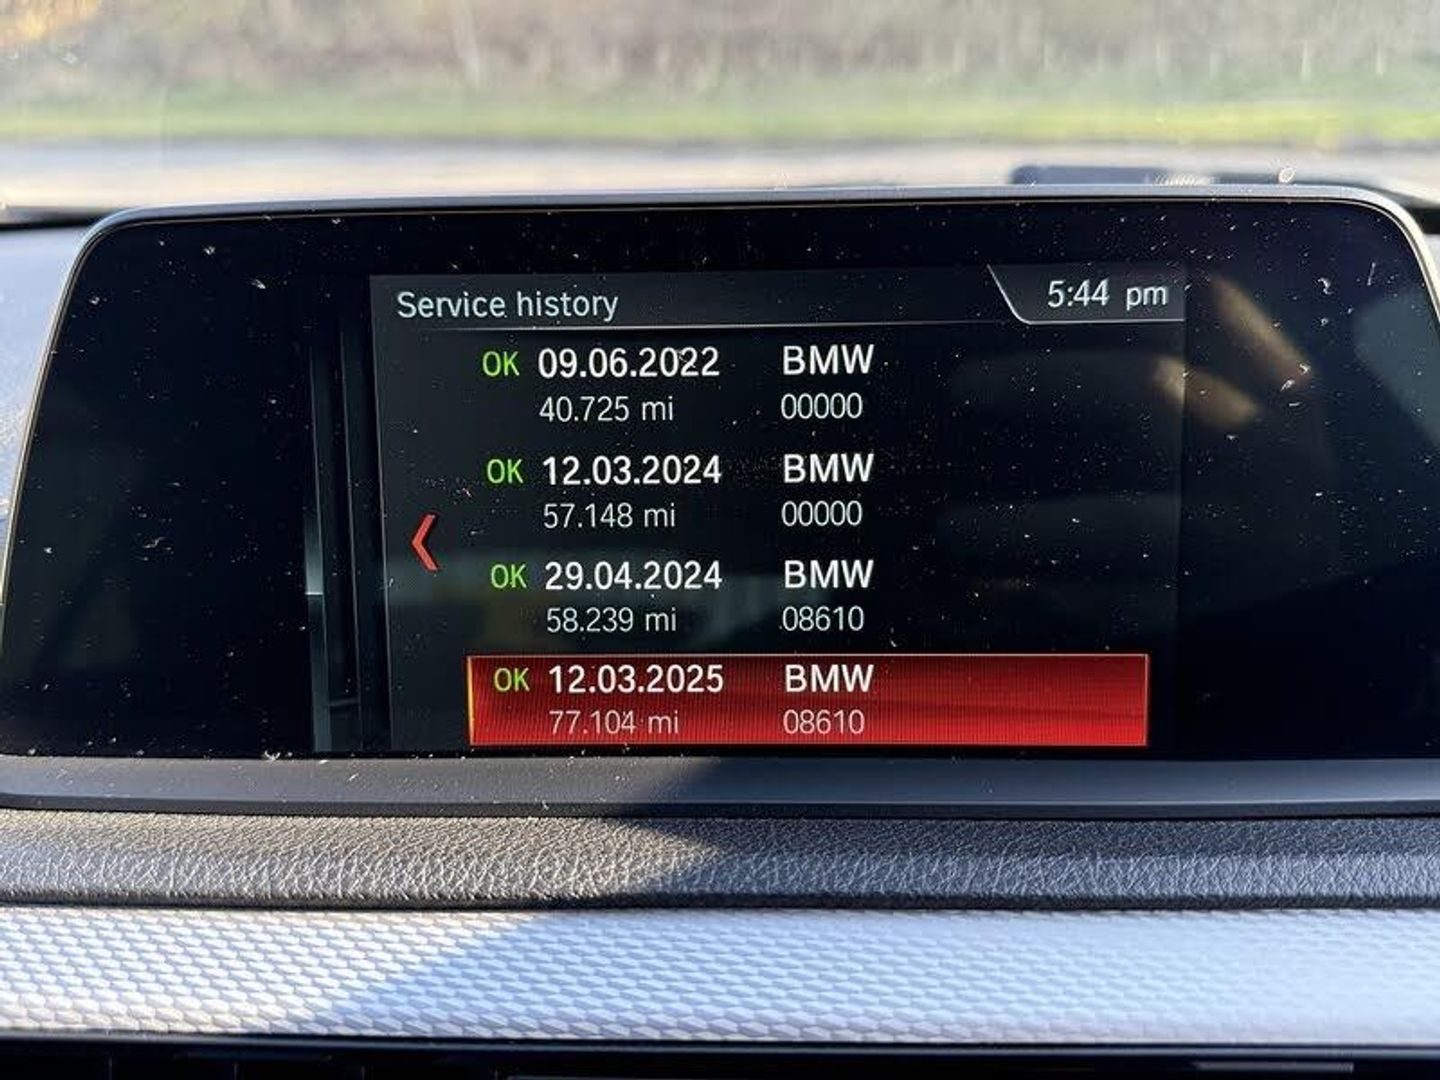 Service history 5:44 pm
OK 09.06.2022 BMW
40.725 mi 00000
OK 12.03.2024 BMW
57.148 mi 00000
OK 29.04.2024 BMW
58.239 mi 08610
OK 12.03.2025 BMW
77.104 mi 08610